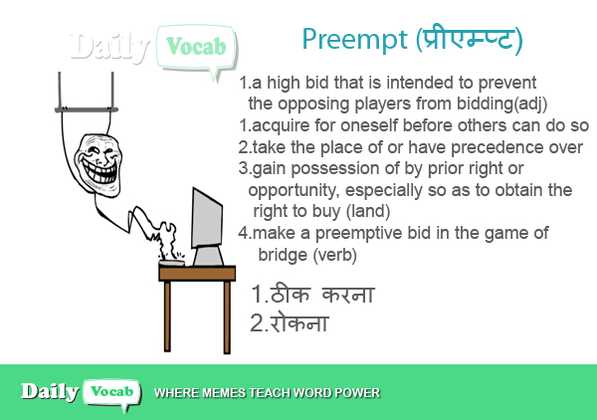 Daily Vocab
Preempt (प्रीएम्प्ट)
1.a high bid that is intended to prevent
the opposing players from bidding(adj)
1.acquire for oneself before others can do so
2.take the place of or have precedence over
3.gain possession of by prior right or
opportunity, especially so as to obtain the
right to buy (land)
4.make a preemptive bid in the game of
bridge (verb)
1.ठीक करना
2.रोकना
Daily Vocab WHERE MEMES TEACH WORD POWER